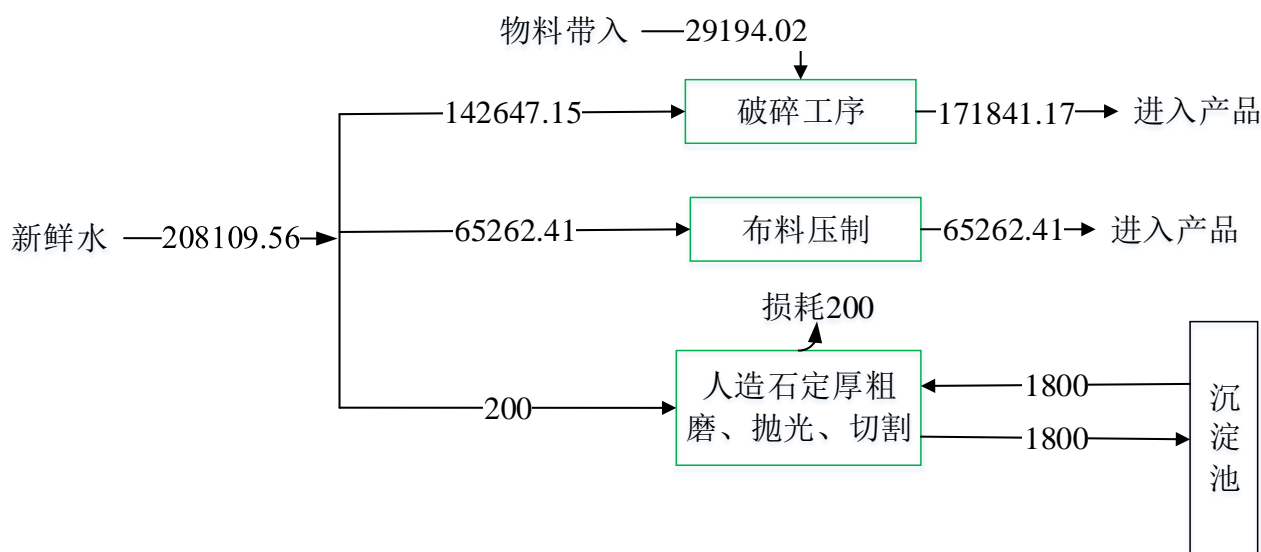 物料带入 29194.02
142647.15 破碎工序 171841.17 进入产品
新鲜水 208109.56 65262.41 布料压制 65262.41 进入产品
损耗200
200 人造石定厚粗
磨、抛光、切割
1800
1800
沉
淀
池